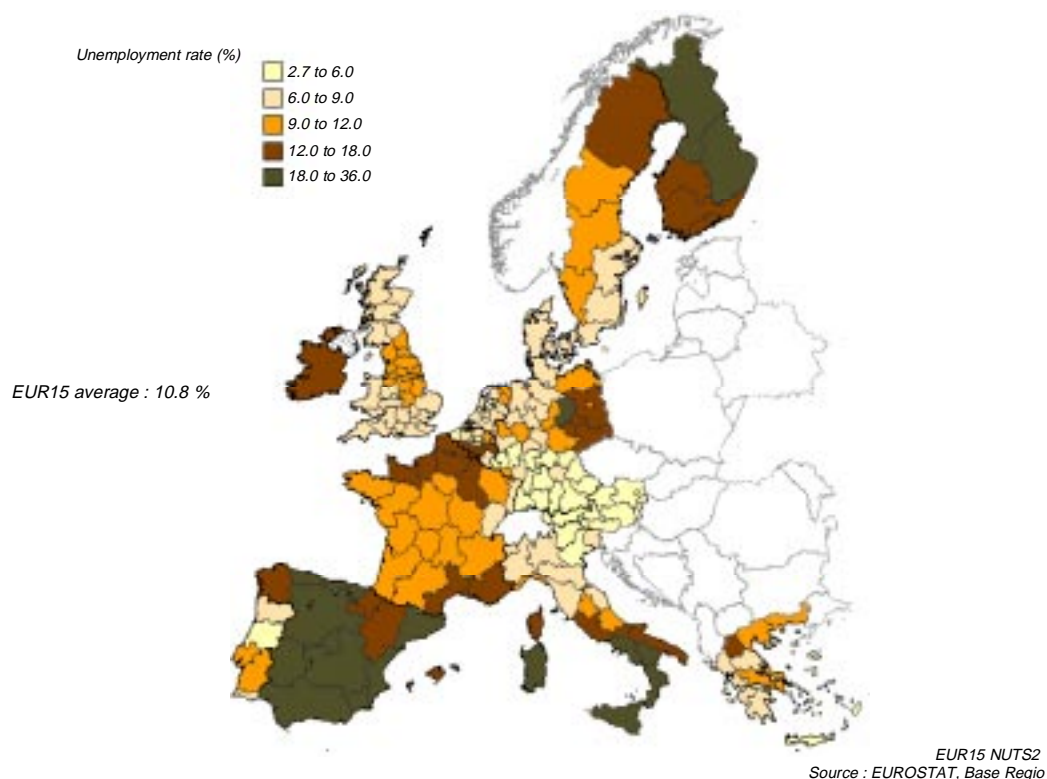 Unemployment rate (%)
2.7 to 6.0
6.0 to 9.0
9.0 to 12.0
12.0 to 18.0
18.0 to 36.0
EUR15 average : 10.8 %
EUR15 NUTS2
Source : EUROSTAT, Base Regio